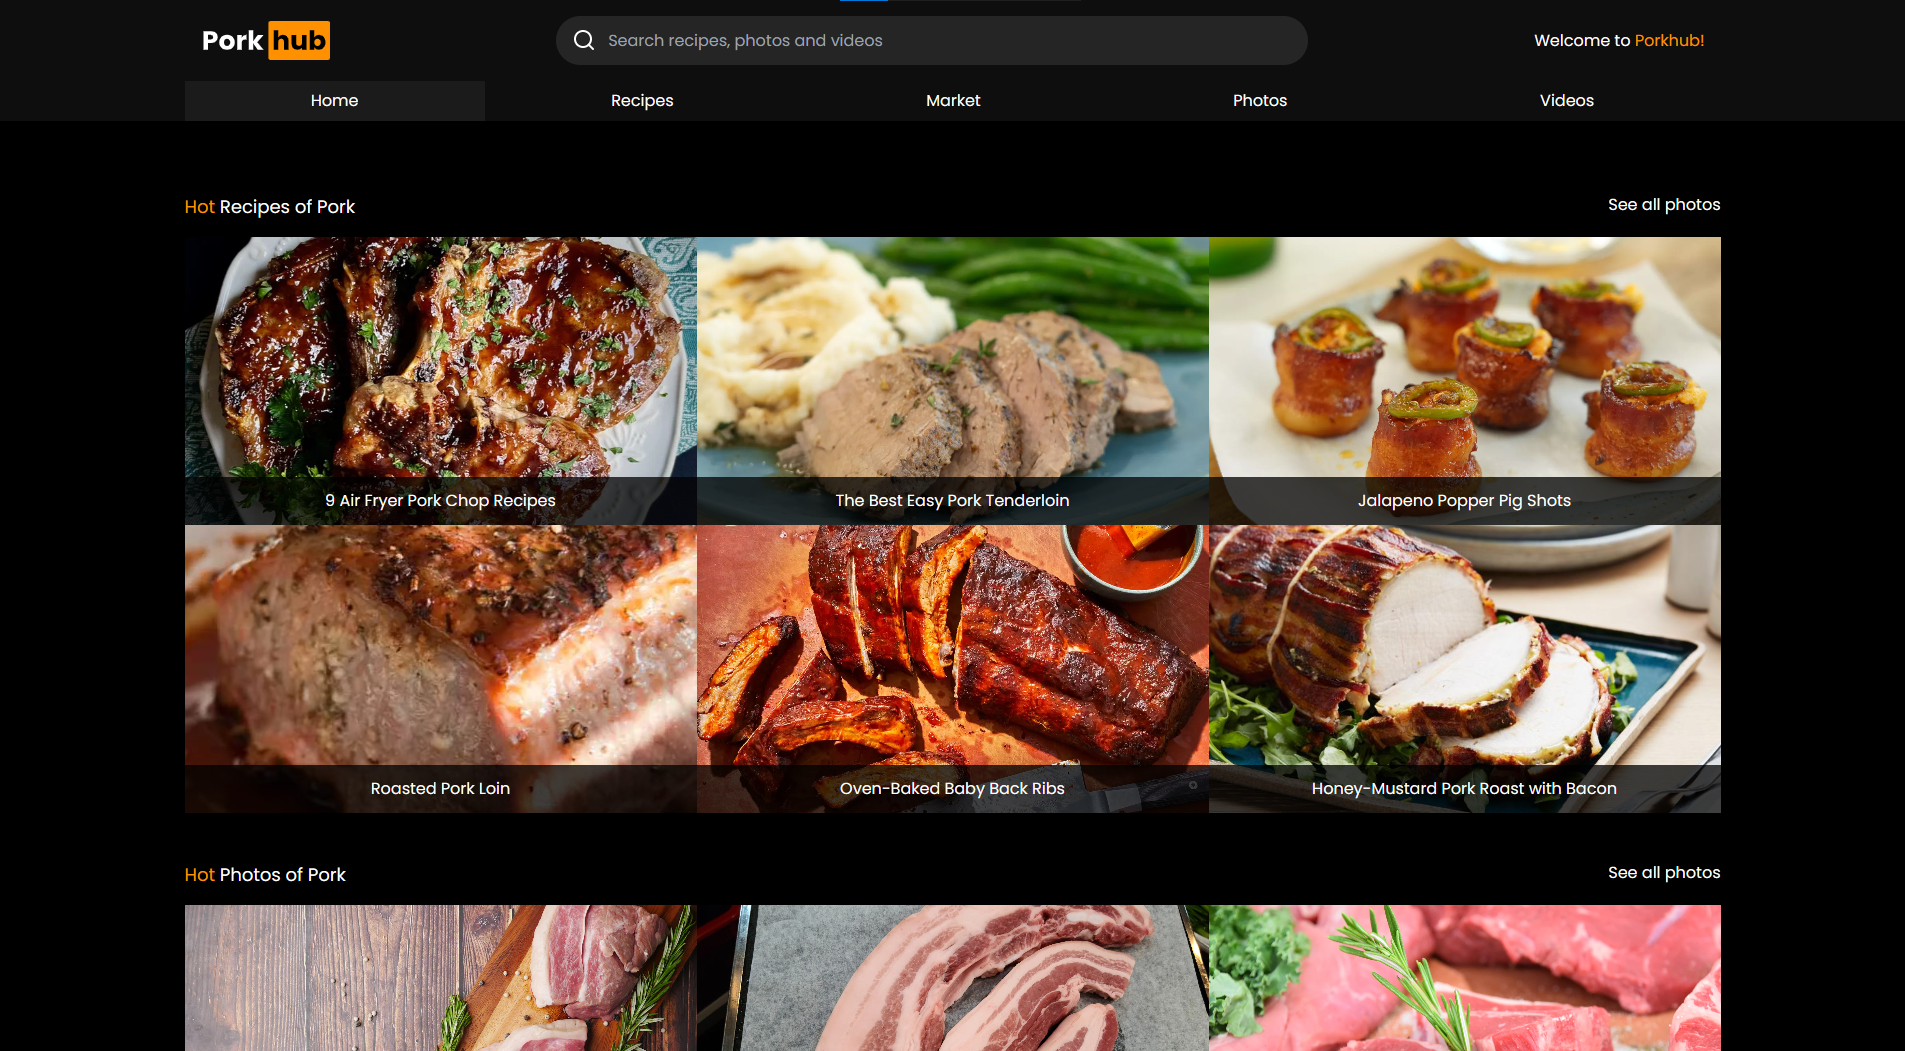 Pork hub
Search recipes, photos and videos
Welcome to Porkhub!
Home
Recipes
Market
Photos
Videos
Hot Recipes of Pork
See all photos
9 Air Fryer Pork Chop Recipes
The Best Easy Pork Tenderloin
Jalapeno Popper Pig Shots
Roasted Pork Loin
Oven-Baked Baby Back Ribs
Honey-Mustard Pork Roast with Bacon
Hot Photos of Pork
See all photos